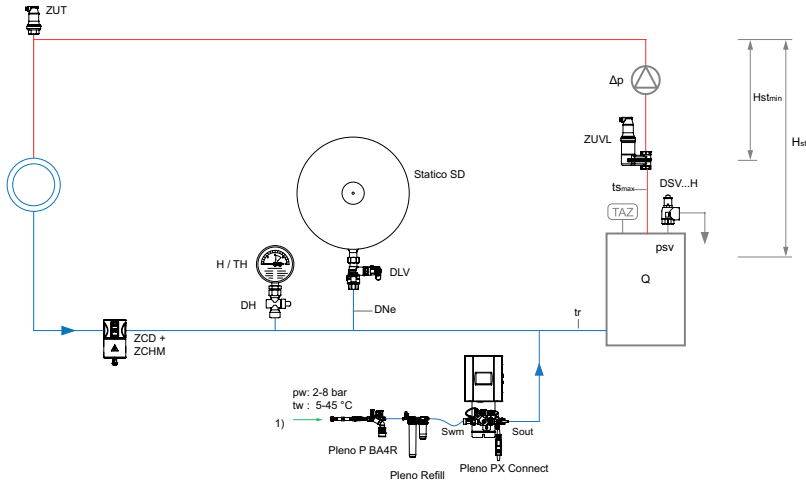 ZUT
Δp
Hstmin
Hst
ZUVL
Statico SD
tsmax
DSV...H
TAZ
psv
H / TH
DLV
Q
DH
DNe
tr
ZCD +
ZCHM
pw: 2-8 bar
tw : 5-45 °C
1)
Swm
Sout
Pleno P BA4R
Pleno Refill
Pleno PX Connect